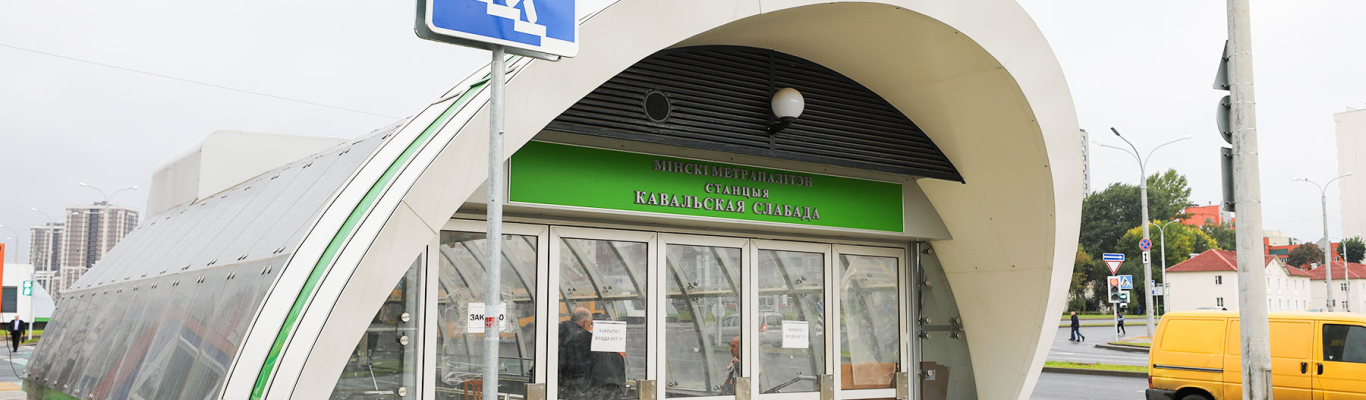 МІНСКІ МЕТРАПАЛІТЭН
СТАНЦЫЯ
КАВАЛЬСКАЯ СЛАБАДА